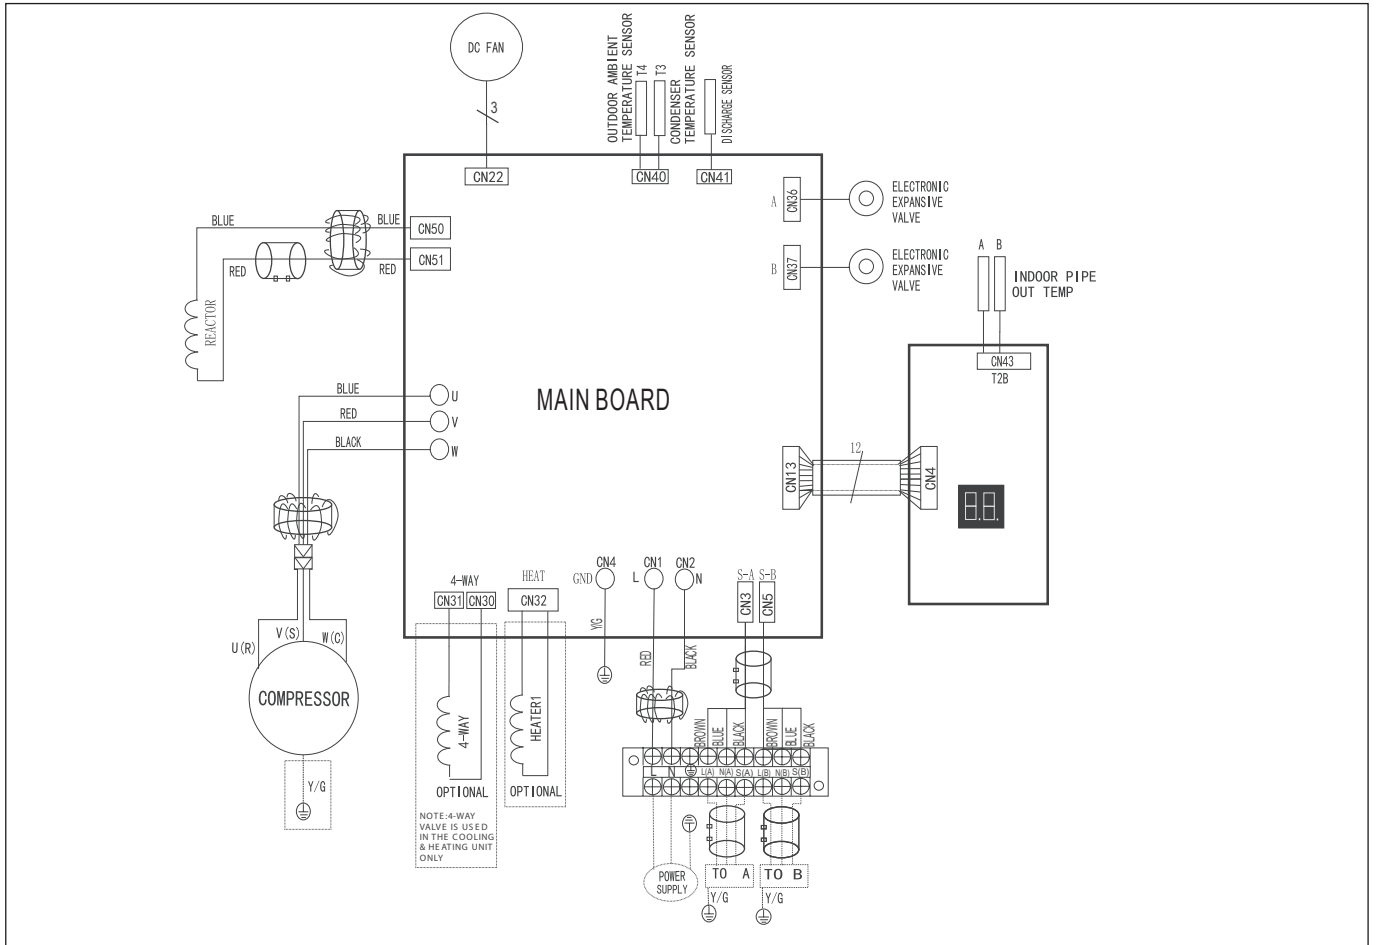 DC FAN
3
OUTDOOR AMBIENT
TEMPERATURE SENSOR
T4
T3
CONDENSER
TEMPERATURE SENSOR
DISCHARGE SENSOR
CN22
CN40
CN41
A
CN36
ELECTRONIC
EXPANSIVE
VALVE
B
CN37
ELECTRONIC
EXPANSIVE
VALVE
BLUE
BLUE
CN50
RED
RED
CN51
REACTOR
A B
INDOOR PIPE
OUT TEMP
CN43
T2B
MAIN BOARD
BLUE
U
RED
V
BLACK
W
12
CN13
CN4
8.8.
4-WAY
CN31
CN30
HEAT
CN32
CN4
GND
CN1
L
CN2
N
S-A S-B
CN3
CN5
Y/G
RED
BLACK
U(R)
V(S)
W(C)
COMPRESSOR
Y/G
4-WAY
OPTIONAL
NOTE:4-WAY
VALVE IS USED
IN THE COOLING
& HEATING UNIT
ONLY
HEATER1
OPTIONAL
BROWN
BLUE
BLACK
BROWN
BLUE
BLACK
L N L(A) N(A) S(A) L(B) N(B) S(B)
POWER
SUPPLY
TO A
TO B
Y/G
Y/G